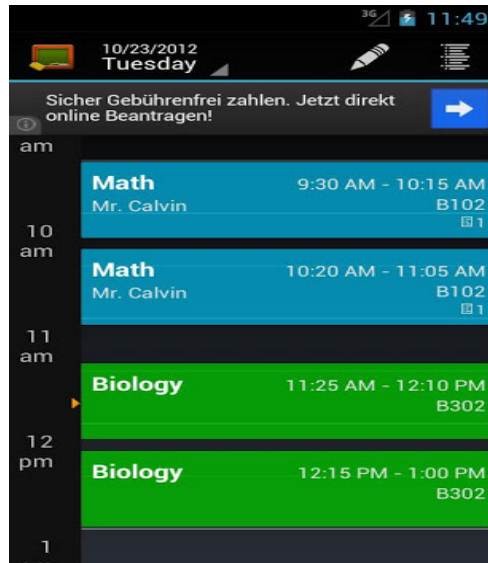 3G 11:49
10/23/2012
Tuesday
Sicher Gebührenfrei zahlen. Jetzt direkt
online Beantragen!
am
Math 9:30 AM - 10:15 AM
Mr. Calvin B102
1
10
am
Math 10:20 AM - 11:05 AM
Mr. Calvin B102
1
11
am
Biology 11:25 AM - 12:10 PM
B302
12
pm
Biology 12:15 PM - 1:00 PM
B302
1